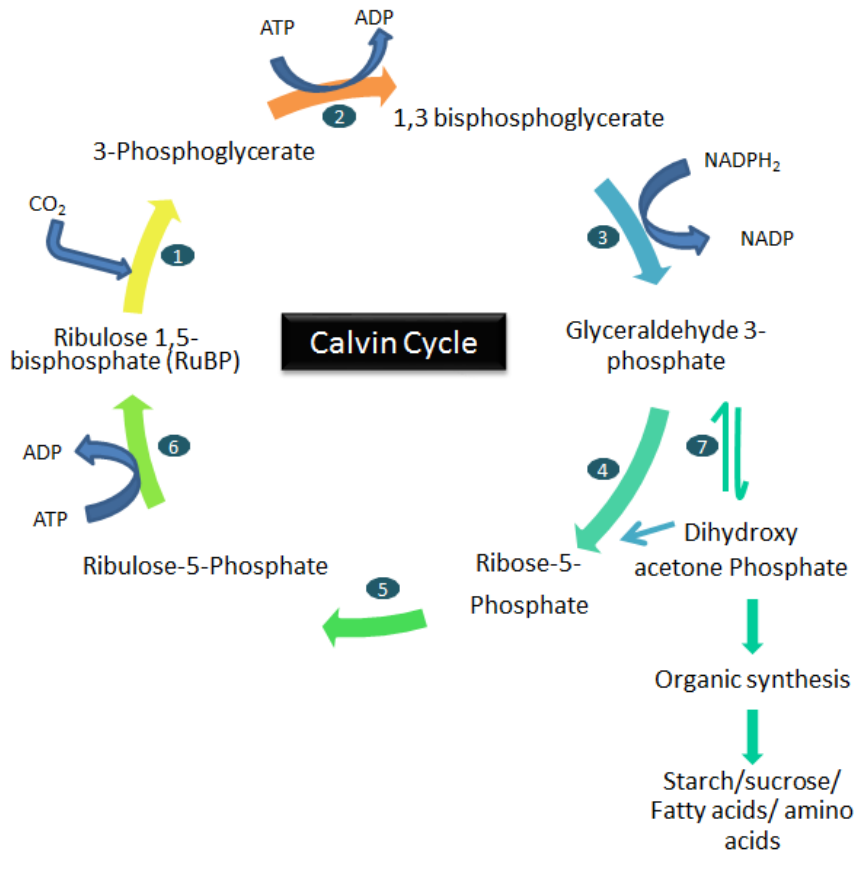 ATP
ADP
2
1,3 bisphosphoglycerate
3-Phosphoglycerate
NADPH₂
CO₂
3
NADP
1
Ribulose 1,5-
bisphosphate (RuBP)
Calvin Cycle
Glyceraldehyde 3-
phosphate
ADP
6
ATP
4
7
Ribulose-5-Phosphate
5
Ribose-5-
Phosphate
Dihydroxy
acetone Phosphate
Organic synthesis
Starch/sucrose/
Fatty acids/ amino
acids